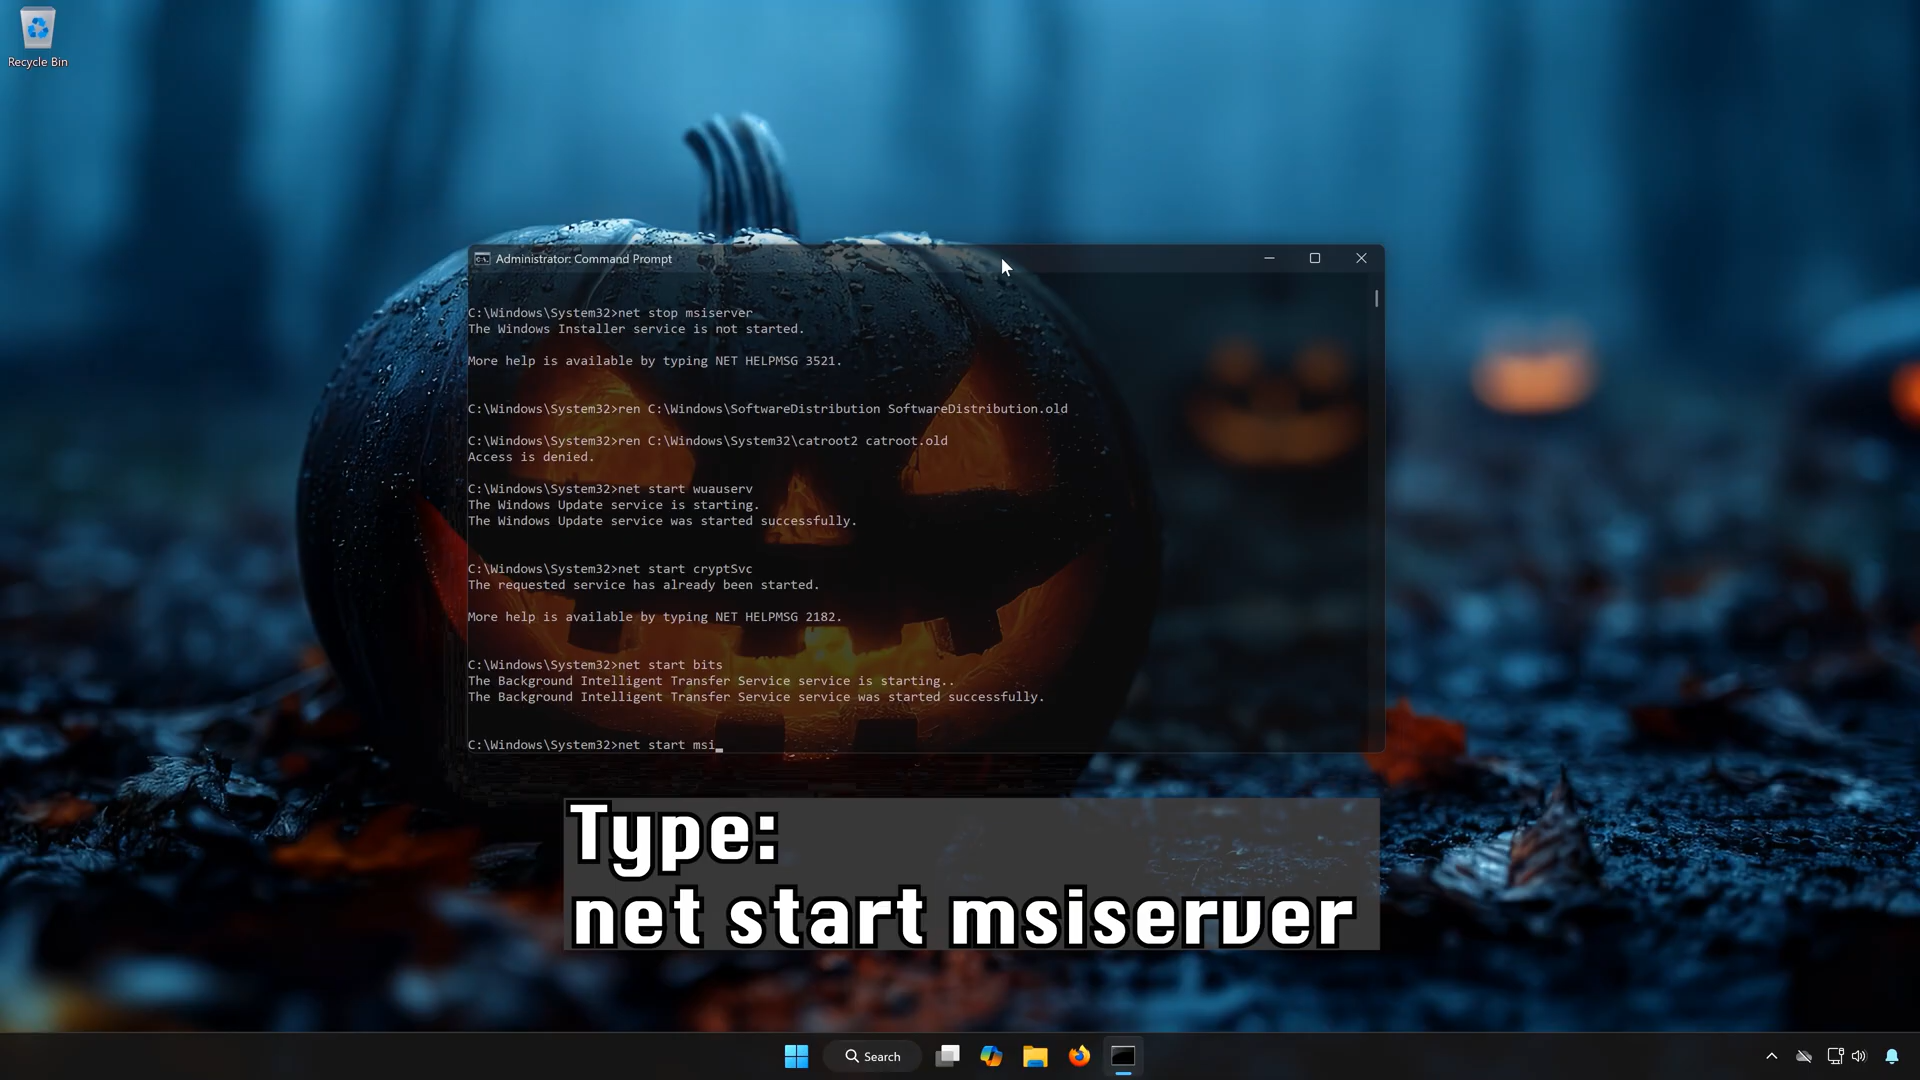 Recycle Bin
Administrator: Command Prompt
C:\Windows\System32>net stop msiserver
The Windows Installer service is not started.
More help is available by typing NET HELPMSG 3521.
C:\Windows\System32>ren C:\Windows\SoftwareDistribution SoftwareDistribution.old
C:\Windows\System32>ren C:\Windows\System32\catroot2 catroot.old
Access is denied.
C:\Windows\System32>net start wuauserv
The Windows Update service is starting.
The Windows Update service was started successfully.
C:\Windows\System32>net start cryptSvc
The requested service has already been started.
More help is available by typing NET HELPMSG 2182.
C:\Windows\System32>net start bits
The Background Intelligent Transfer Service service is starting..
The Background Intelligent Transfer Service service was started successfully.
C:\Windows\System32>net start msi_
Type:
net start msiserver
Search